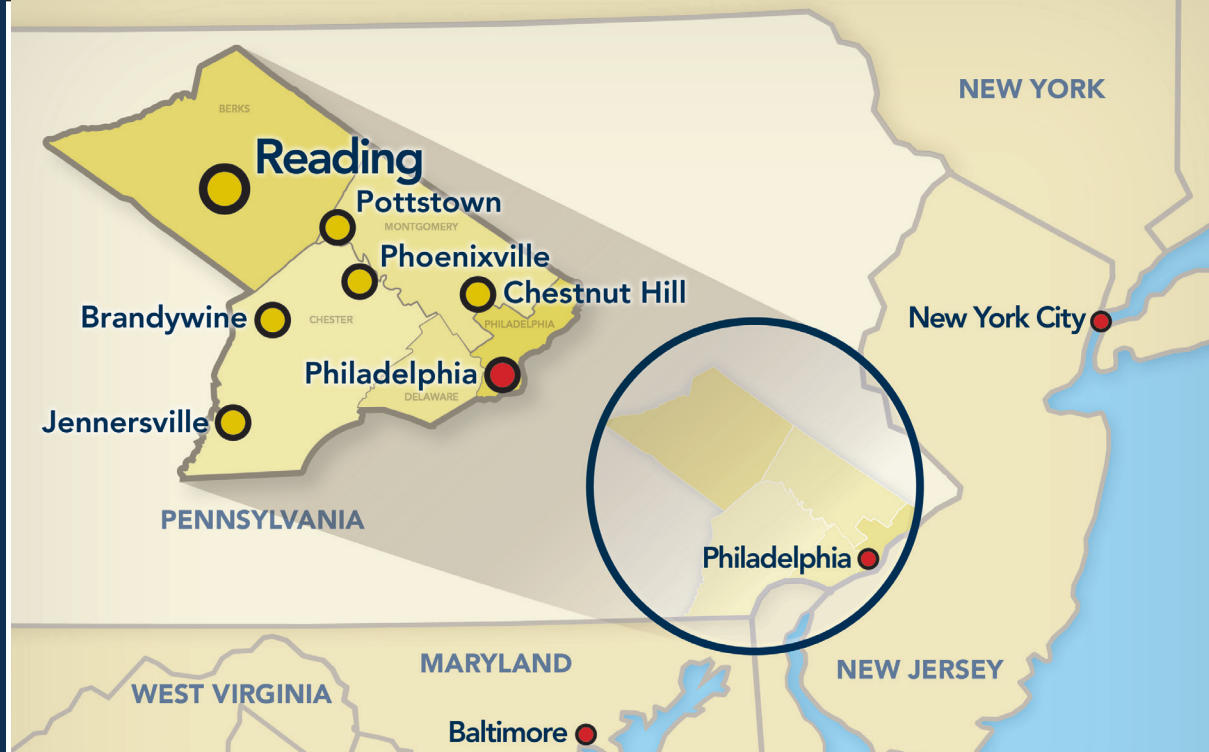 NEW YORK
BERKS
Reading
Pottstown
MONTGOMERY
Phoenixville
Chestnut Hill
Brandywine
CHESTER
PHILADELPHIA
New York City
Philadelphia
DELAWARE
Jennersville
PENNSYLVANIA
Philadelphia
MARYLAND
NEW JERSEY
WEST VIRGINIA
Baltimore